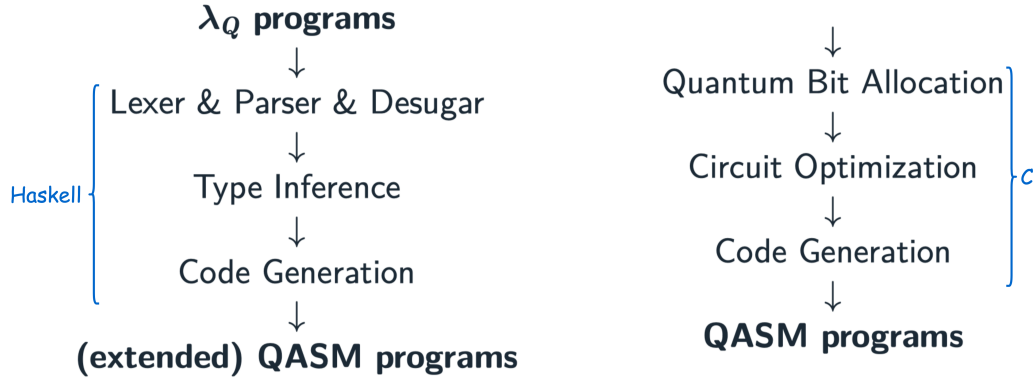 λ_Q programs
Lexer & Parser & Desugar
Haskell
Type Inference
Code Generation
(extended) QASM programs
Quantum Bit Allocation
Circuit Optimization
C
Code Generation
QASM programs